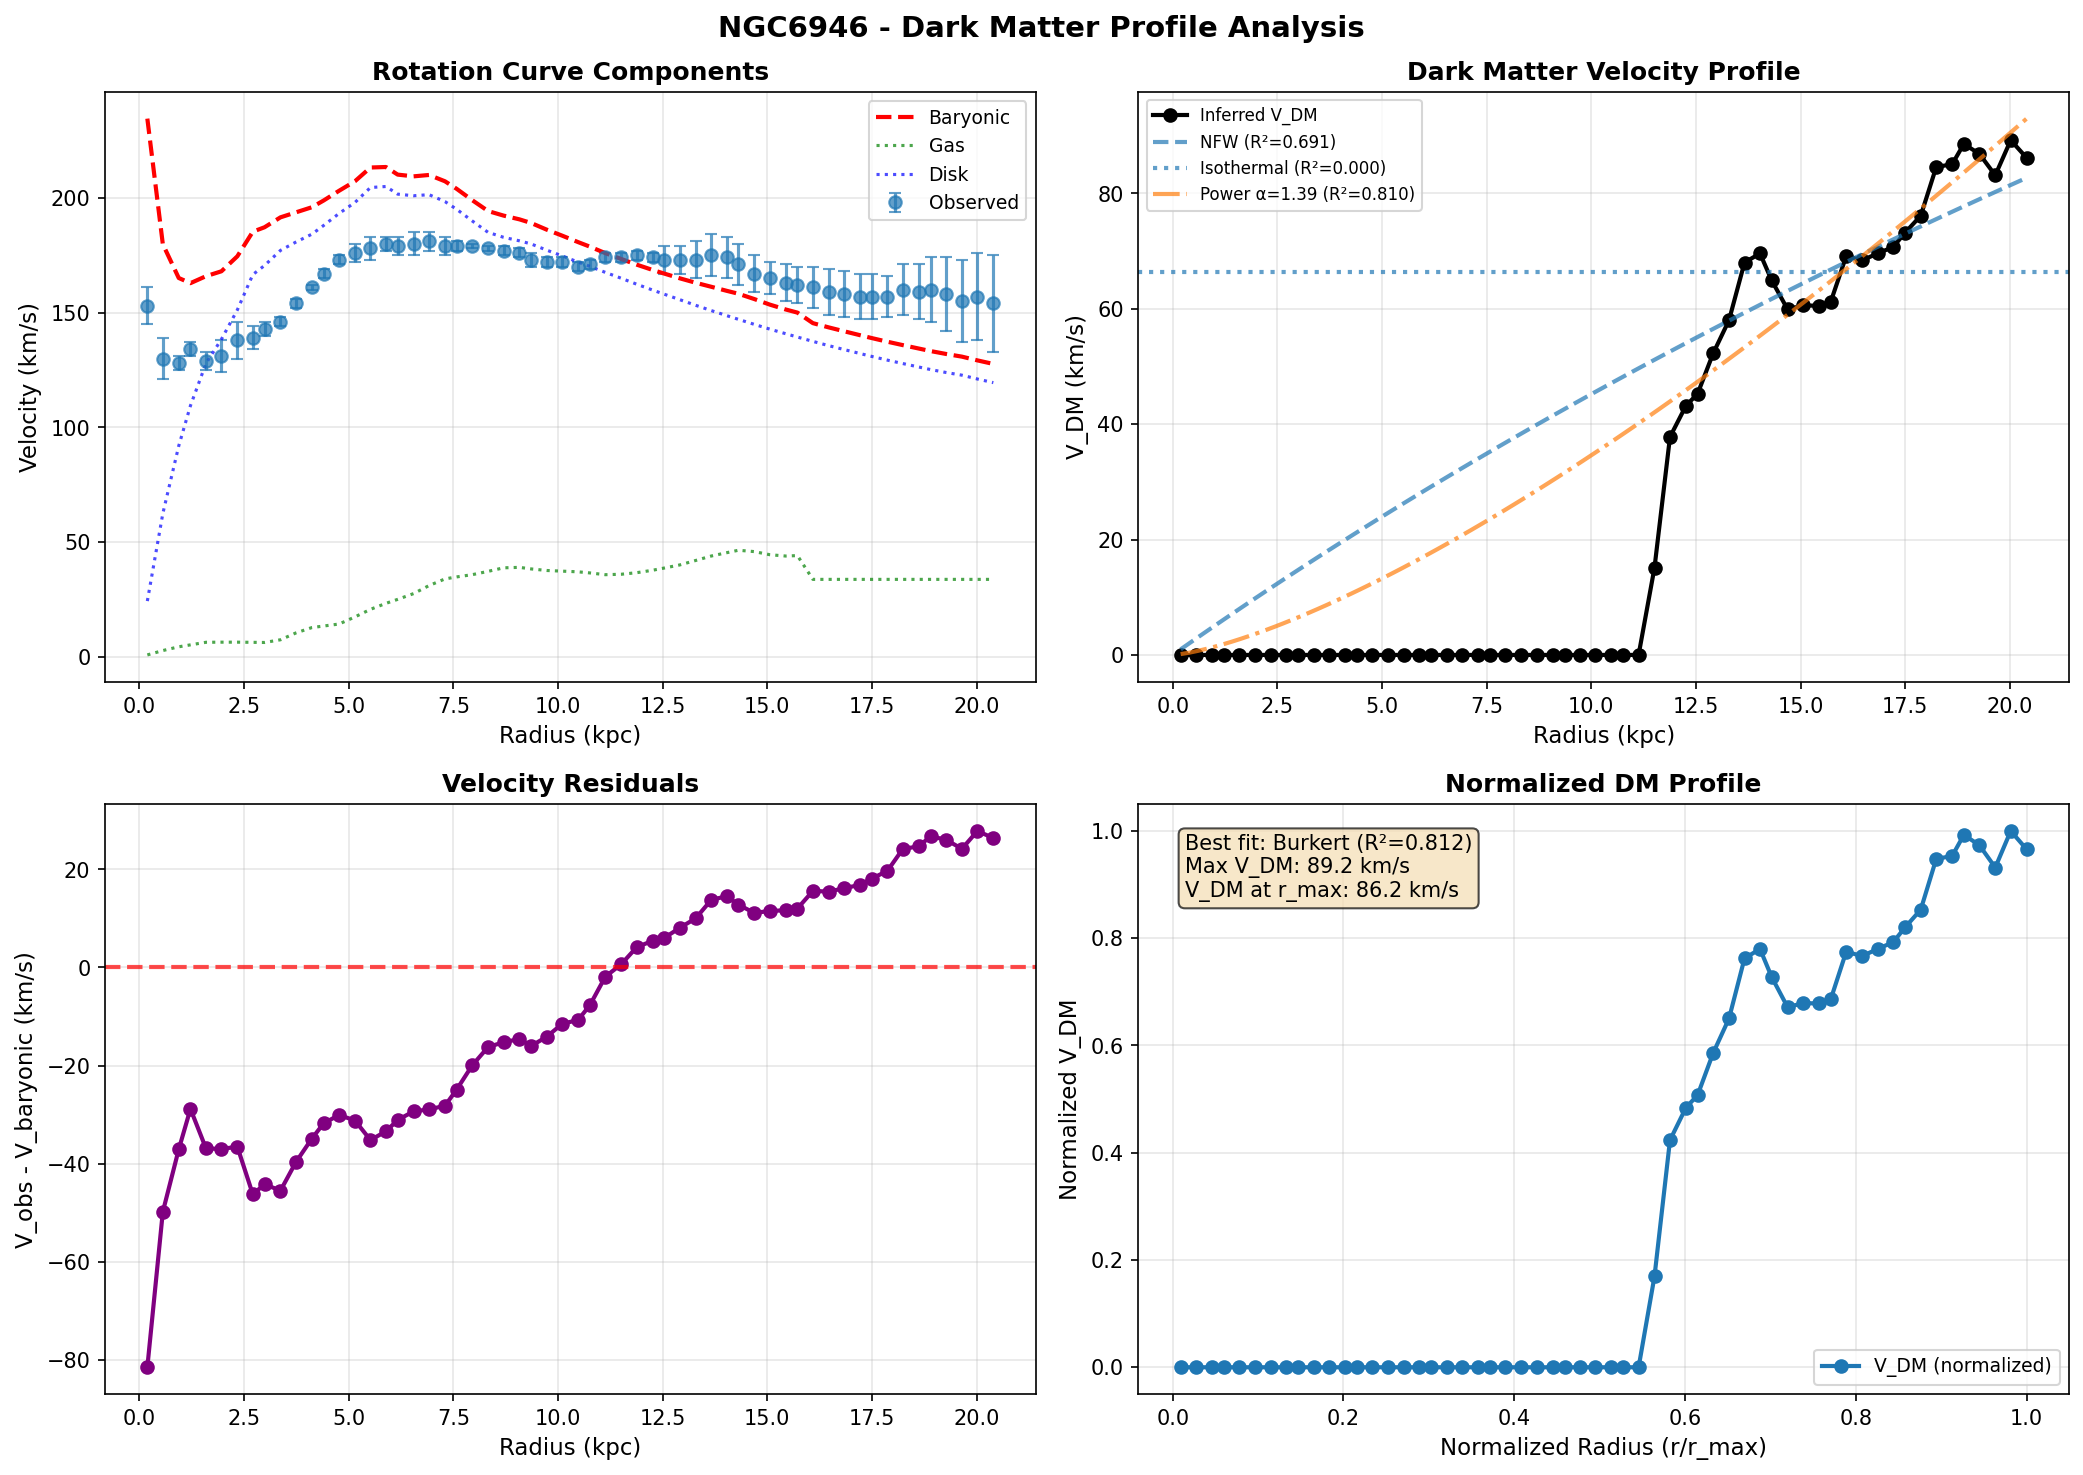 NGC6946 - Dark Matter Profile Analysis
Rotation Curve Components
Velocity (km/s)
200
150
100
50
0
Baryonic
Gas
Disk
Observed
0.0 2.5 5.0 7.5 10.0 12.5 15.0 17.5 20.0
Radius (kpc)
Dark Matter Velocity Profile
V_DM (km/s)
80
60
40
20
0
Inferred V_DM
NFW (R²=0.691)
Isothermal (R²=0.000)
Power α=1.39 (R²=0.810)
0.0 2.5 5.0 7.5 10.0 12.5 15.0 17.5 20.0
Radius (kpc)
Velocity Residuals
V_obs - V_baryonic (km/s)
20
0
−20
−40
−60
−80
0.0 2.5 5.0 7.5 10.0 12.5 15.0 17.5 20.0
Radius (kpc)
Normalized DM Profile
Normalized V_DM
1.0
0.8
0.6
0.4
0.2
0.0
Best fit: Burkert (R²=0.812)
Max V_DM: 89.2 km/s
V_DM at r_max: 86.2 km/s
V_DM (normalized)
0.0 0.2 0.4 0.6 0.8 1.0
Normalized Radius (r/r_max)